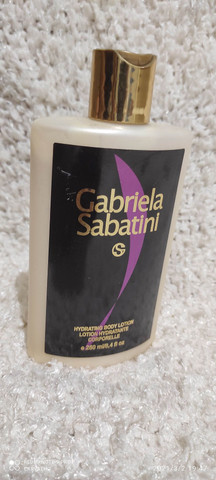 Gabriela
Sabatini
HYDRATING BODY LOTION
LOTION HYDRATANTE
CORPORELLE